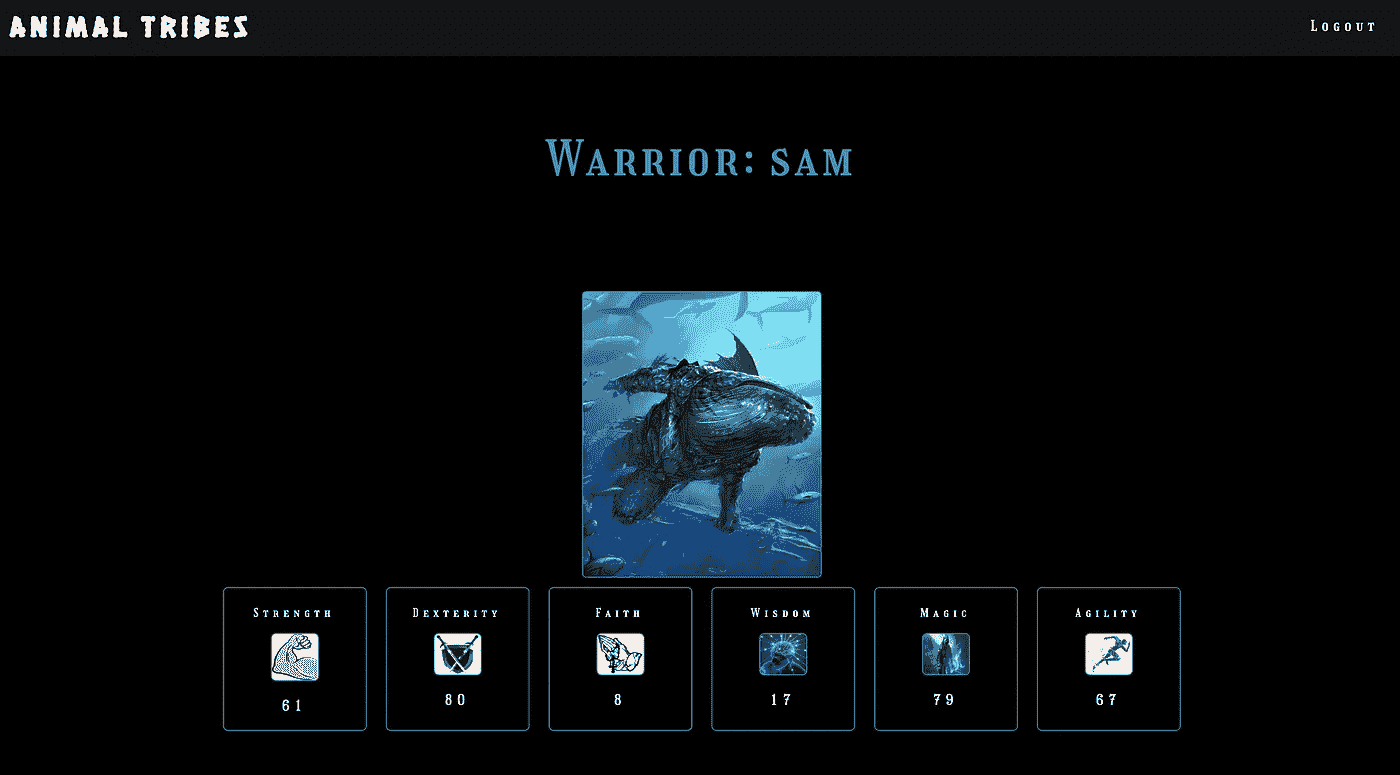 ANIMAL TRIBES
Logout
Warrior: sam
Strength
Dexterity
Faith
Wisdom
Magic
Agility
61
80
8
17
79
67